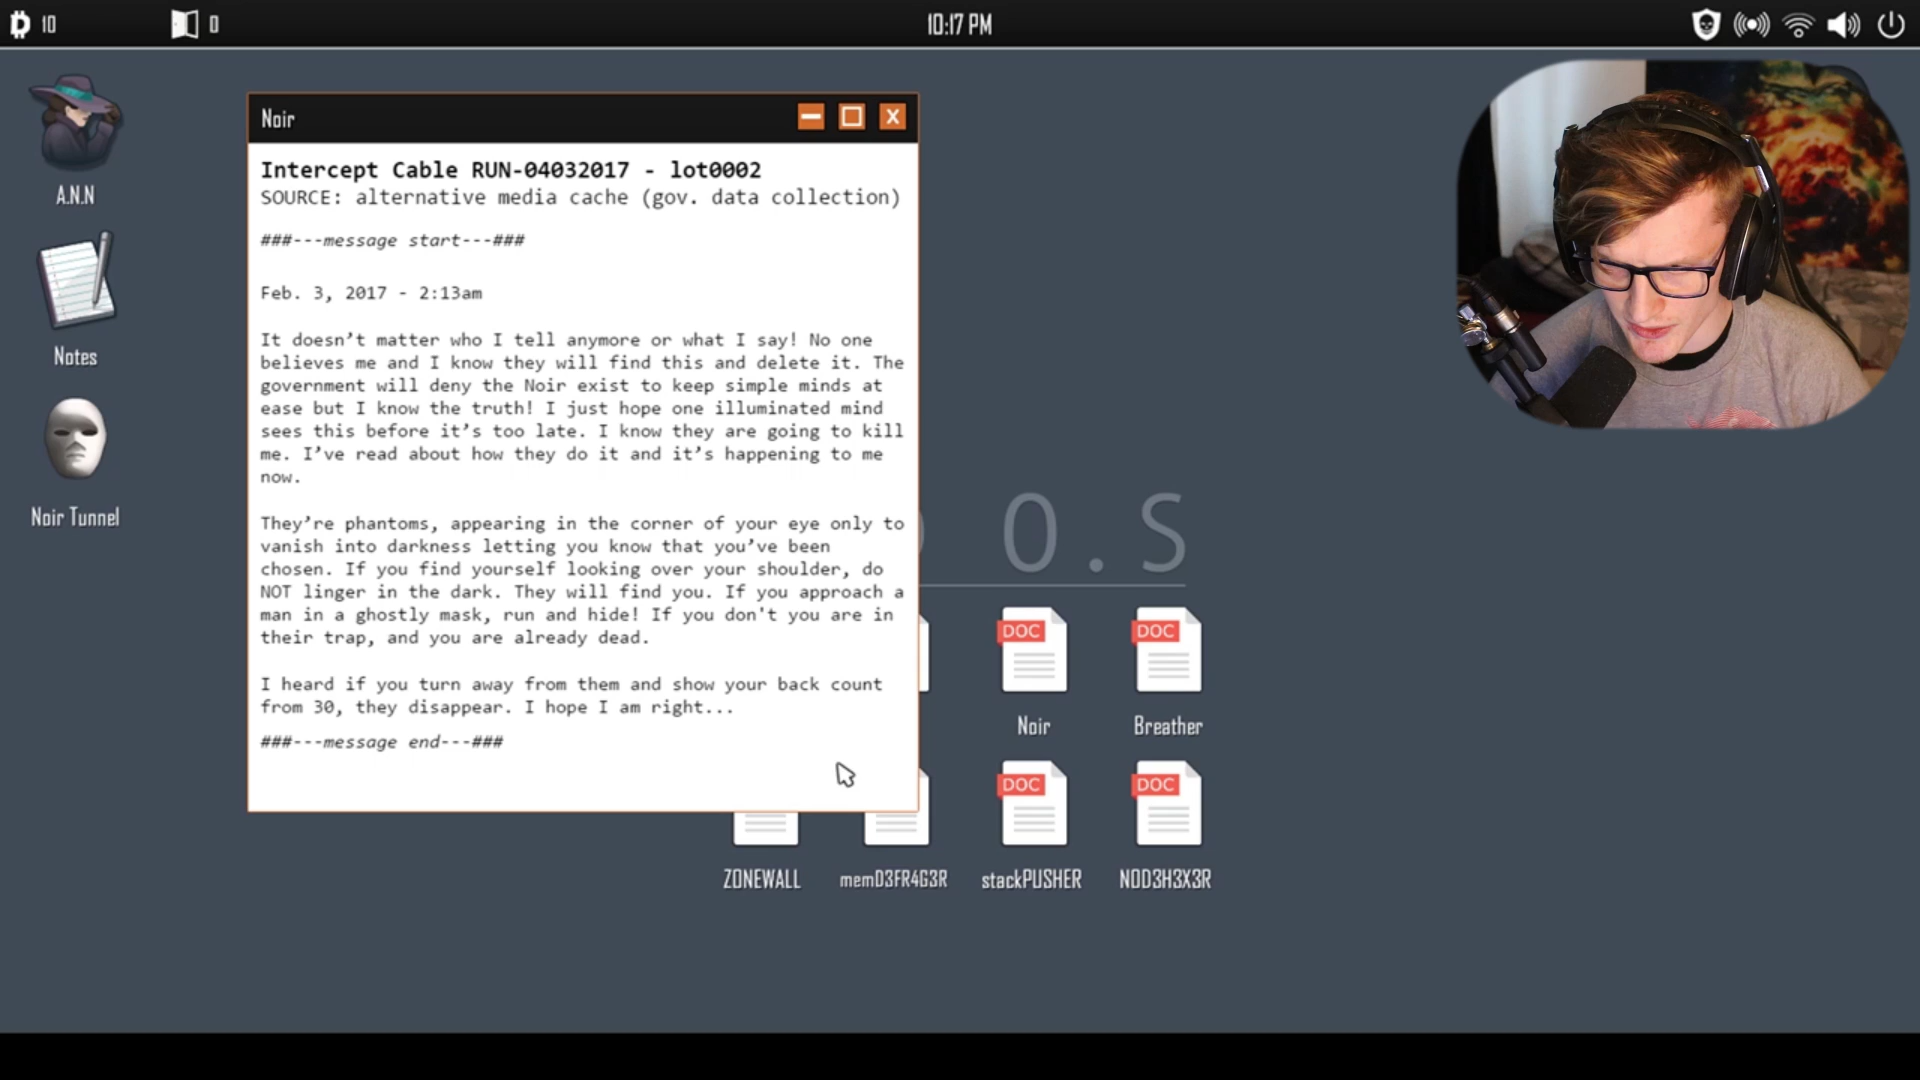 10
0
10:17 PM
A.N.N
Notes
Noir Tunnel
Noir
Intercept Cable RUN-04032017 - lot0002
SOURCE: alternative media cache (gov. data collection)
###---message start---###
Feb. 3, 2017 - 2:13am
It doesn’t matter who I tell anymore or what I say! No one
believes me and I know they will find this and delete it. The
government will deny the Noir exist to keep simple minds at
ease but I know the truth! I just hope one illuminated mind
sees this before it’s too late. I know they are going to kill
me. I’ve read about how they do it and it’s happening to me
now.
They’re phantoms, appearing in the corner of your eye only to
vanish into darkness letting you know that you’ve been
chosen. If you find yourself looking over your shoulder, do
NOT linger in the dark. They will find you. If you approach a
man in a ghostly mask, run and hide! If you don't you are in
their trap, and you are already dead.
I heard if you turn away from them and show your back count
from 30, they disappear. I hope I am right...
###---message end---###
O.S
DOC
DOC
Noir
Breather
DOC
DOC
ZONEWALL
memD3FR4G3R
stackPUSHER
NOD3H3X3R